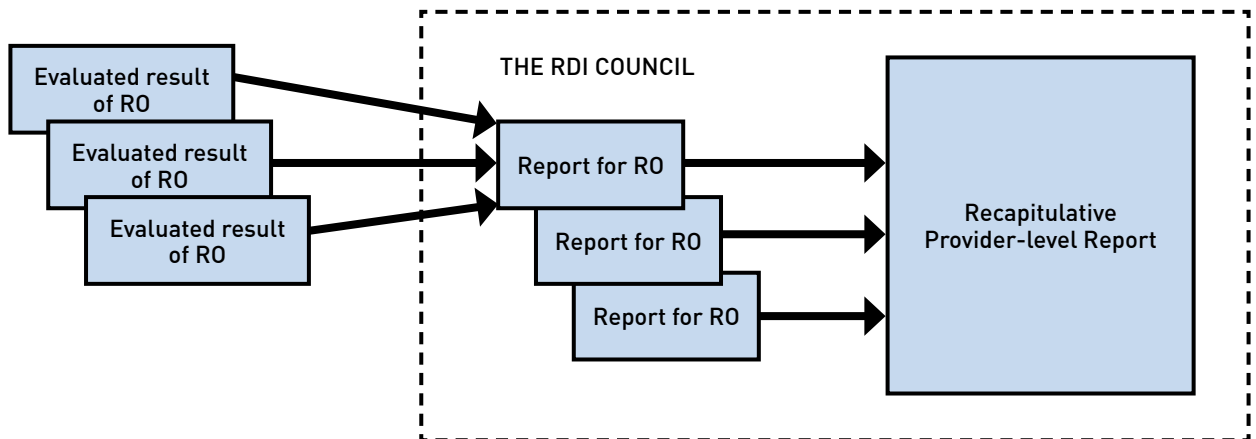 THE RDI COUNCIL
Evaluated result
of RO
Evaluated result
of RO
Evaluated result
of RO
Report for RO
Report for RO
Report for RO
Recapitulative
Provider-level Report